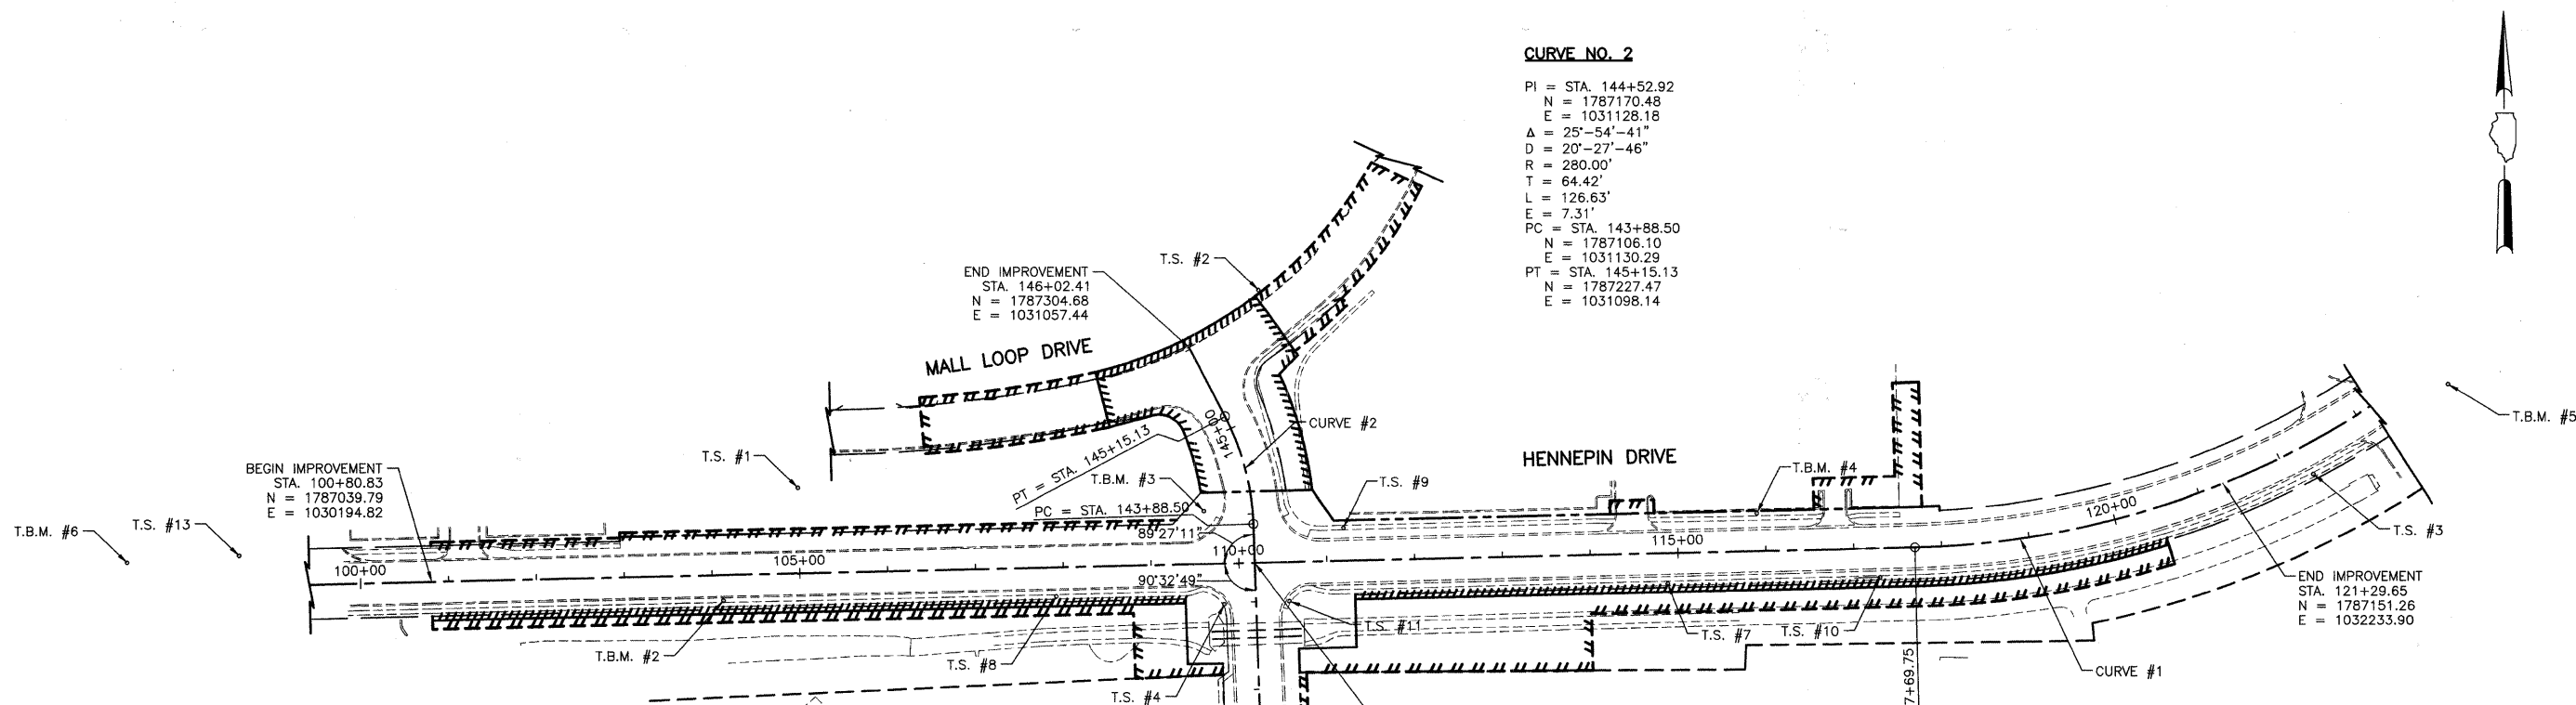 CURVE NO. 2
PI = STA. 144+52.92
N = 1787170.48
E = 1031128.18
Δ = 25°-54'-41"
D = 20°-27'-46"
R = 280.00'
T = 64.42'
L = 126.63'
E = 7.31'
PC = STA. 143+88.50
N = 1787106.10
E = 1031130.29
PT = STA. 145+15.13
N = 1787227.47
E = 1031098.14
T.S. #2
END IMPROVEMENT
STA. 146+02.41
N = 1787304.68
E = 1031057.44
MALL LOOP DRIVE
145+00
CURVE #2
PT = STA. 145+15.13
T.B.M. #5
T.S. #1
HENNEPIN DRIVE
BEGIN IMPROVEMENT
STA. 100+80.83
N = 1787039.79
E = 1030194.82
T.B.M. #3
T.S. #9
T.B.M. #4
PC = STA. 143+88.50
T.B.M. #6
T.S. #13
89°27'11"
110+00
115+00
120+00
T.S. #3
100+00
105+00
90°32'49"
END IMPROVEMENT
STA. 121+29.65
N = 1787151.26
E = 1032233.90
T.B.M. #2
T.S. #8
T.S. #4
T.S. #11
T.S. #7
T.S. #10
7+69.75
CURVE #1